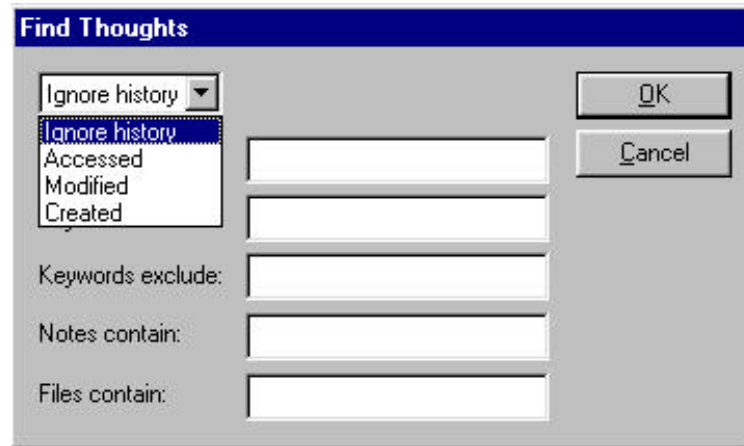 Find Thoughts
Ignore history
OK
Ignore history
Accessed
Cancel
Modified
Created
Keywords exclude:
Notes contain:
Files contain: